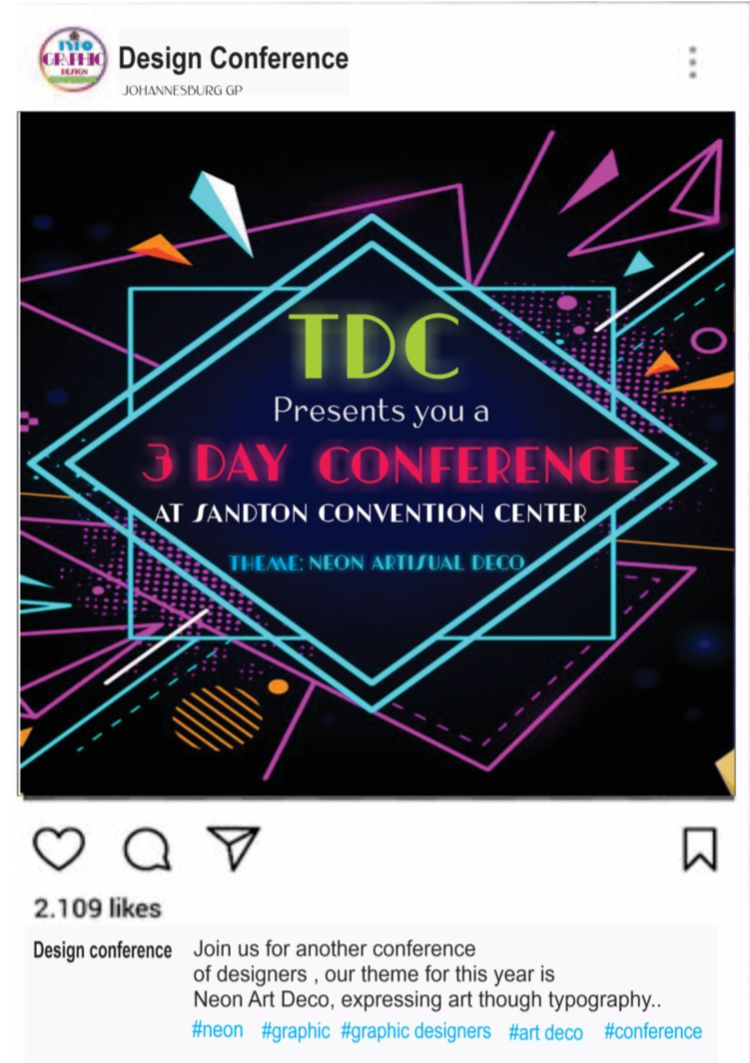 TYPO
GRAPHIC
DESIGN
CONFERENCE
Design Conference
JOHANNESBURG GP
TDC
Presents you a
3 DAY CONFERENCE
AT SANDTON CONVENTION CENTER
THEME: NEON ARTISUAL DECO
2.109 likes
Design conference Join us for another conference
of designers , our theme for this year is
Neon Art Deco, expressing art though typography..
#neon #graphic #graphic designers #art deco #conference